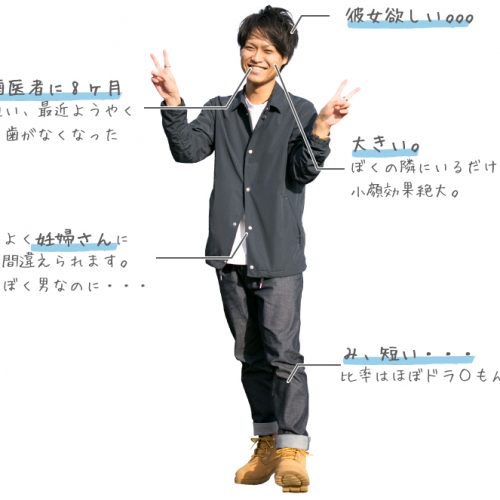 彼女欲しい。。。
歯医者に8ヶ月
い、最近ようやく
歯がなくなった
大きい。
ぼくの隣にいるだけ
小顔効果絶大。
よく妊婦さんに
間違えられます。
ぼく男なのに・・・
み、短い・・・
比率はほぼドラ〇もん